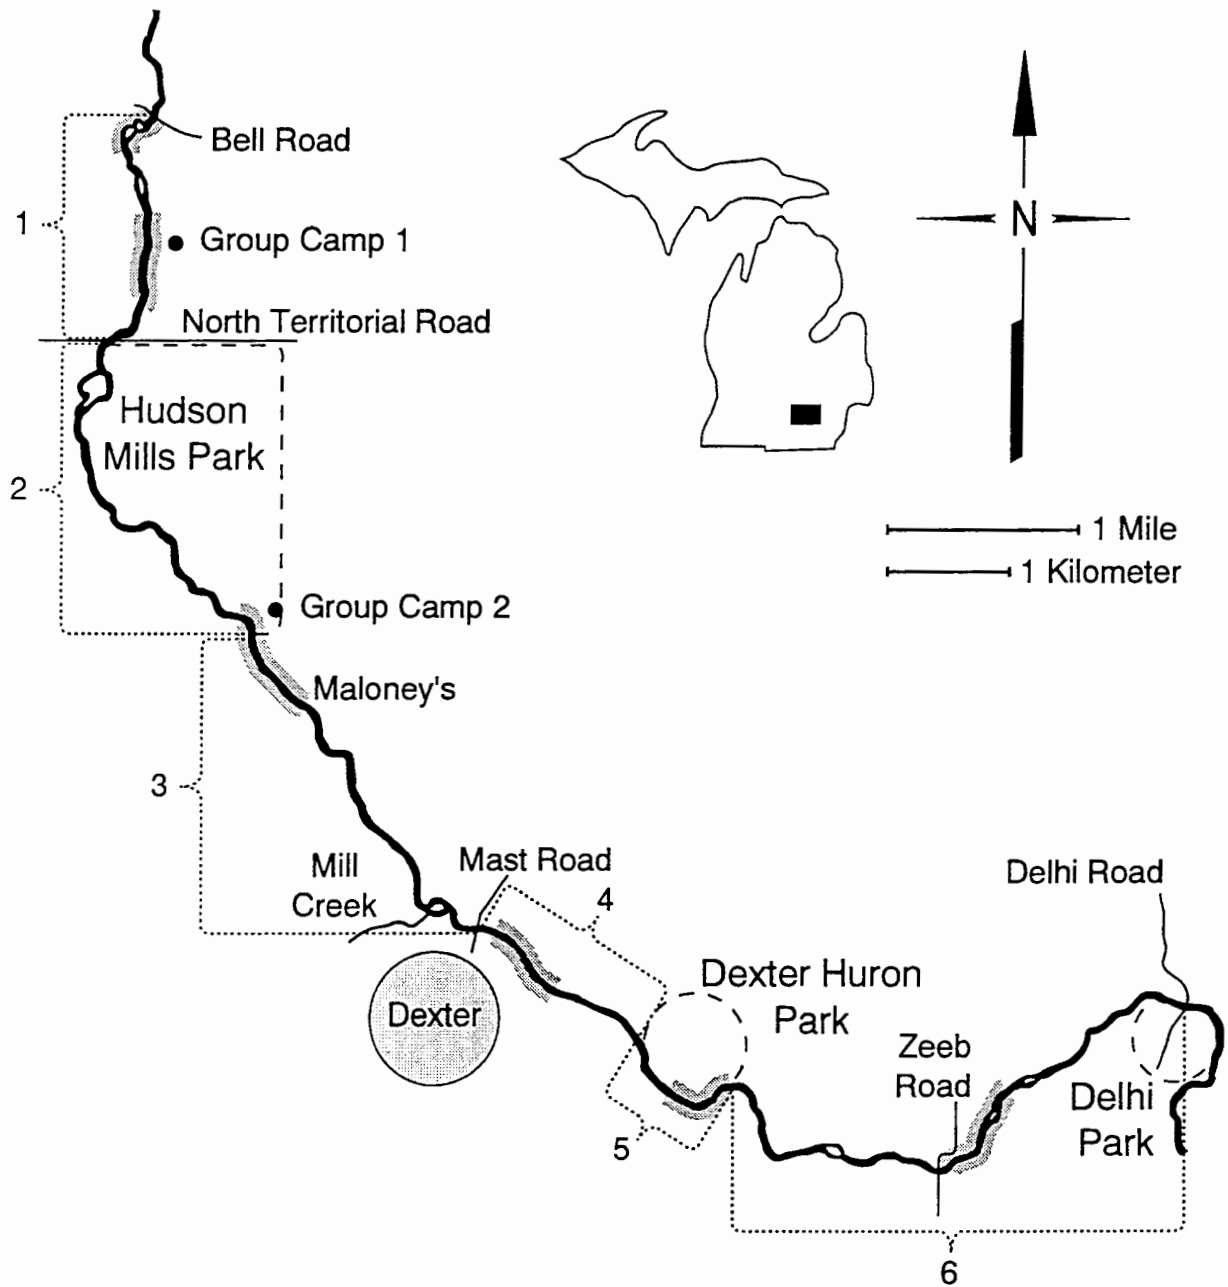 Bell Road
1
Group Camp 1
N
North Territorial Road
Hudson
Mills Park
2
1 Mile
1 Kilometer
Group Camp 2
Maloney's
3
Mill
Creek
Mast Road
4
Delhi Road
Dexter
Dexter Huron
Park
Zeeb
Road
Delhi
Park
5
6